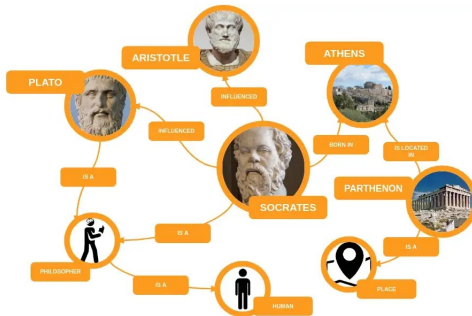 ARISTOTLE
ATHENS
PLATO
INFLUENCED
INFLUENCED
BORN IN
IS LOCATED
IN
IS A
PARTHENON
SOCRATES
IS A
IS A
PHILOSOPHER
IS A
PLACE
HUMAN